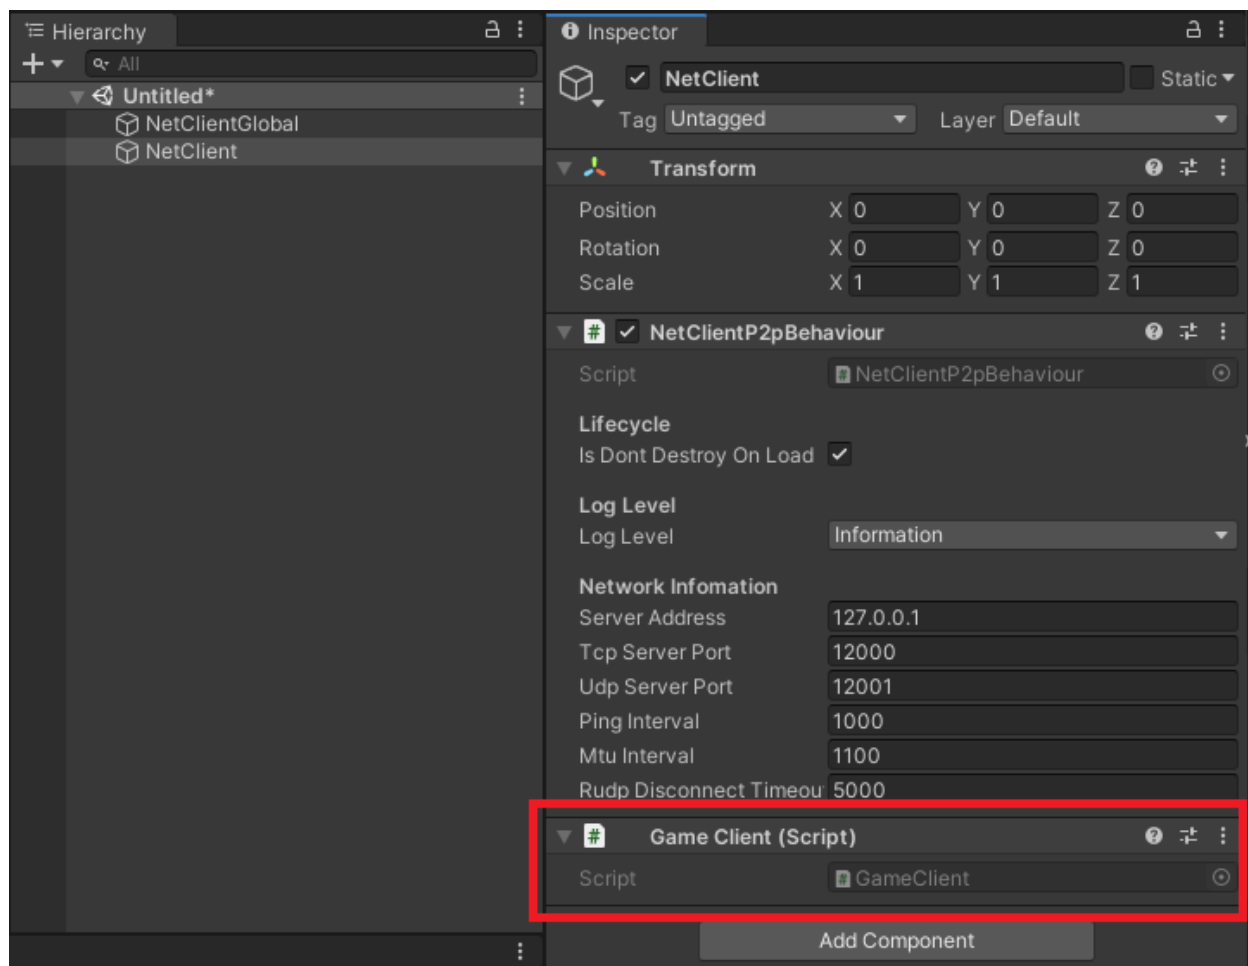 Hierarchy
All
Untitled*
NetClientGlobal
NetClient
Inspector
NetClient Static
Tag Untagged Layer Default
Transform
Position X 0 Y 0 Z 0
Rotation X 0 Y 0 Z 0
Scale X 1 Y 1 Z 1
# NetClientP2pBehaviour
Script # NetClientP2pBehaviour
Lifecycle
Is Dont Destroy On Load
Log Level
Log Level Information
Network Infomation
Server Address 127.0.0.1
Tcp Server Port 12000
Udp Server Port 12001
Ping Interval 1000
Mtu Interval 1100
Rudp Disconnect Timeou 5000
# Game Client (Script)
Script # GameClient
Add Component